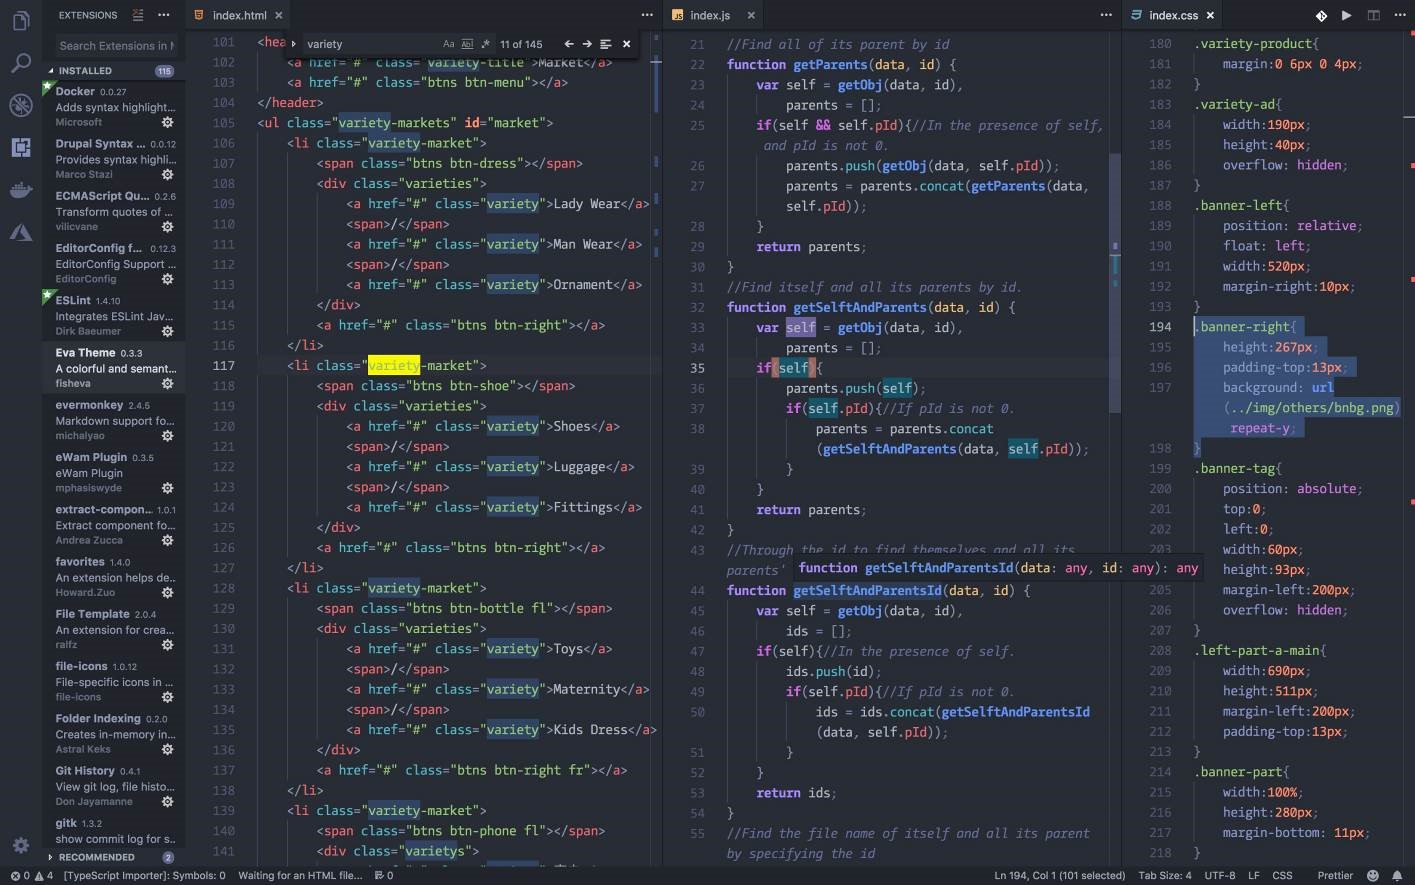 EXTENSIONS
Search Extensions in M
INSTALLED 115
Docker 0.0.27
Adds syntax highlight...
Microsoft
Drupal Syntax ... 0.0.12
Provides syntax highli...
Marco Stazi
ECMAScript Qu... 0.2.6
Transform quotes of ...
vilicvane
EditorConfig f... 0.12.3
EditorConfig Support ...
EditorConfig
ESLint 1.4.10
Integrates ESLint Jav...
Dirk Baeumer
Eva Theme 0.3.3
A colorful and semant...
fisheva
evermonkey 2.4.5
Markdown support fo...
michalyao
eWam Plugin 0.3.5
eWam Plugin
mphasiswyde
extract-compon... 1.0.1
Extract component fo...
Andrea Zucca
favorites 1.4.0
An extension helps de...
Howard.Zuo
File Template 2.0.4
An extension for crea...
ralfz
file-icons 1.0.12
File-specific icons in ...
file-icons
Folder Indexing 0.2.0
Creates in-memory in...
Astral Keks
Git History 0.4.1
View git log, file histo...
Don Jayamanne
gitk 1.3.2
show commit log for s...
RECOMMENDED 2
index.html
variety Aa Abl .* 11 of 145
101 <hea
102 <a href="#" class="variety-title">Market</a>
103 <a href="#" class="btns btn-menu"></a>
104 </header>
105 <ul class="variety-markets" id="market">
106 <li class="variety-market">
107 <span class="btns btn-dress"></span>
108 <div class="varieties">
109 <a href="#" class="variety">Lady Wear</a>
110 <span>/</span>
111 <a href="#" class="variety">Man Wear</a>
112 <span>/</span>
113 <a href="#" class="variety">Ornament</a>
114 </div>
115 <a href="#" class="btns btn-right"></a>
116 </li>
117 <li class="variety-market">
118 <span class="btns btn-shoe"></span>
119 <div class="varieties">
120 <a href="#" class="variety">Shoes</a>
121 <span>/</span>
122 <a href="#" class="variety">Luggage</a>
123 <span>/</span>
124 <a href="#" class="variety">Fittings</a>
125 </div>
126 <a href="#" class="btns btn-right"></a>
127 </li>
128 <li class="variety-market">
129 <span class="btns btn-bottle fl"></span>
130 <div class="varieties">
131 <a href="#" class="variety">Toys</a>
132 <span>/</span>
133 <a href="#" class="variety">Maternity</a>
134 <span>/</span>
135 <a href="#" class="variety">Kids Dress</a>
136 </div>
137 <a href="#" class="btns btn-right fr"></a>
138 </li>
139 <li class="variety-market">
140 <span class="btns btn-phone fl"></span>
141 <div class="varietys">
index.js
21 //Find all of its parent by id
22 function getParents(data, id) {
23 var self = getObj(data, id),
24 parents = [];
25 if(self && self.pId){//In the presence of self,
and pId is not 0.
26 parents.push(getObj(data, self.pId));
27 parents = parents.concat(getParents(data,
self.pId));
28 }
29 return parents;
30 }
31 //Find itself and all its parents by id.
32 function getSelftAndParents(data, id) {
33 var self = getObj(data, id),
34 parents = [];
35 if(self){
36 parents.push(self);
37 if(self.pId){//If pId is not 0.
38 parents = parents.concat
(getSelftAndParents(data, self.pId));
39 }
40 }
41 return parents;
42 }
43 //Through the id to find themselves and all its
parents'
function getSelftAndParentsId(data: any, id: any): any
44 function getSelftAndParentsId(data, id) {
45 var self = getObj(data, id),
46 ids = [];
47 if(self){//In the presence of self.
48 ids.push(id);
49 if(self.pId){//If pId is not 0.
50 ids = ids.concat(getSelftAndParentsId
(data, self.pId));
51 }
52 }
53 return ids;
54 }
55 //Find the file name of itself and all its parent
by specifying the id
index.css
180 .variety-product{
181 margin:0 6px 0 4px;
182 }
183 .variety-ad{
184 width:190px;
185 height:40px;
186 overflow: hidden;
187 }
188 .banner-left{
189 position: relative;
190 float: left;
191 width:520px;
192 margin-right:10px;
193 }
194 .banner-right{
195 height:267px;
196 padding-top:13px;
197 background: url
(../img/others/bnbg.png)
repeat-y;
198 }
199 .banner-tag{
200 position: absolute;
201 top:0;
202 left:0;
203 width:60px;
height:93px;
205 margin-left:200px;
206 overflow: hidden;
207 }
208 .left-part-a-main{
209 width:690px;
210 height:511px;
211 margin-left:200px;
212 padding-top:13px;
213 }
214 .banner-part{
215 width:100%;
216 height:280px;
217 margin-bottom: 11px;
218 }
0 4 [TypeScript Importer]: Symbols: 0 Waiting for an HTML file... 0 Ln 194, Col 1 (101 selected) Tab Size: 4 UTF-8 LF CSS Prettier